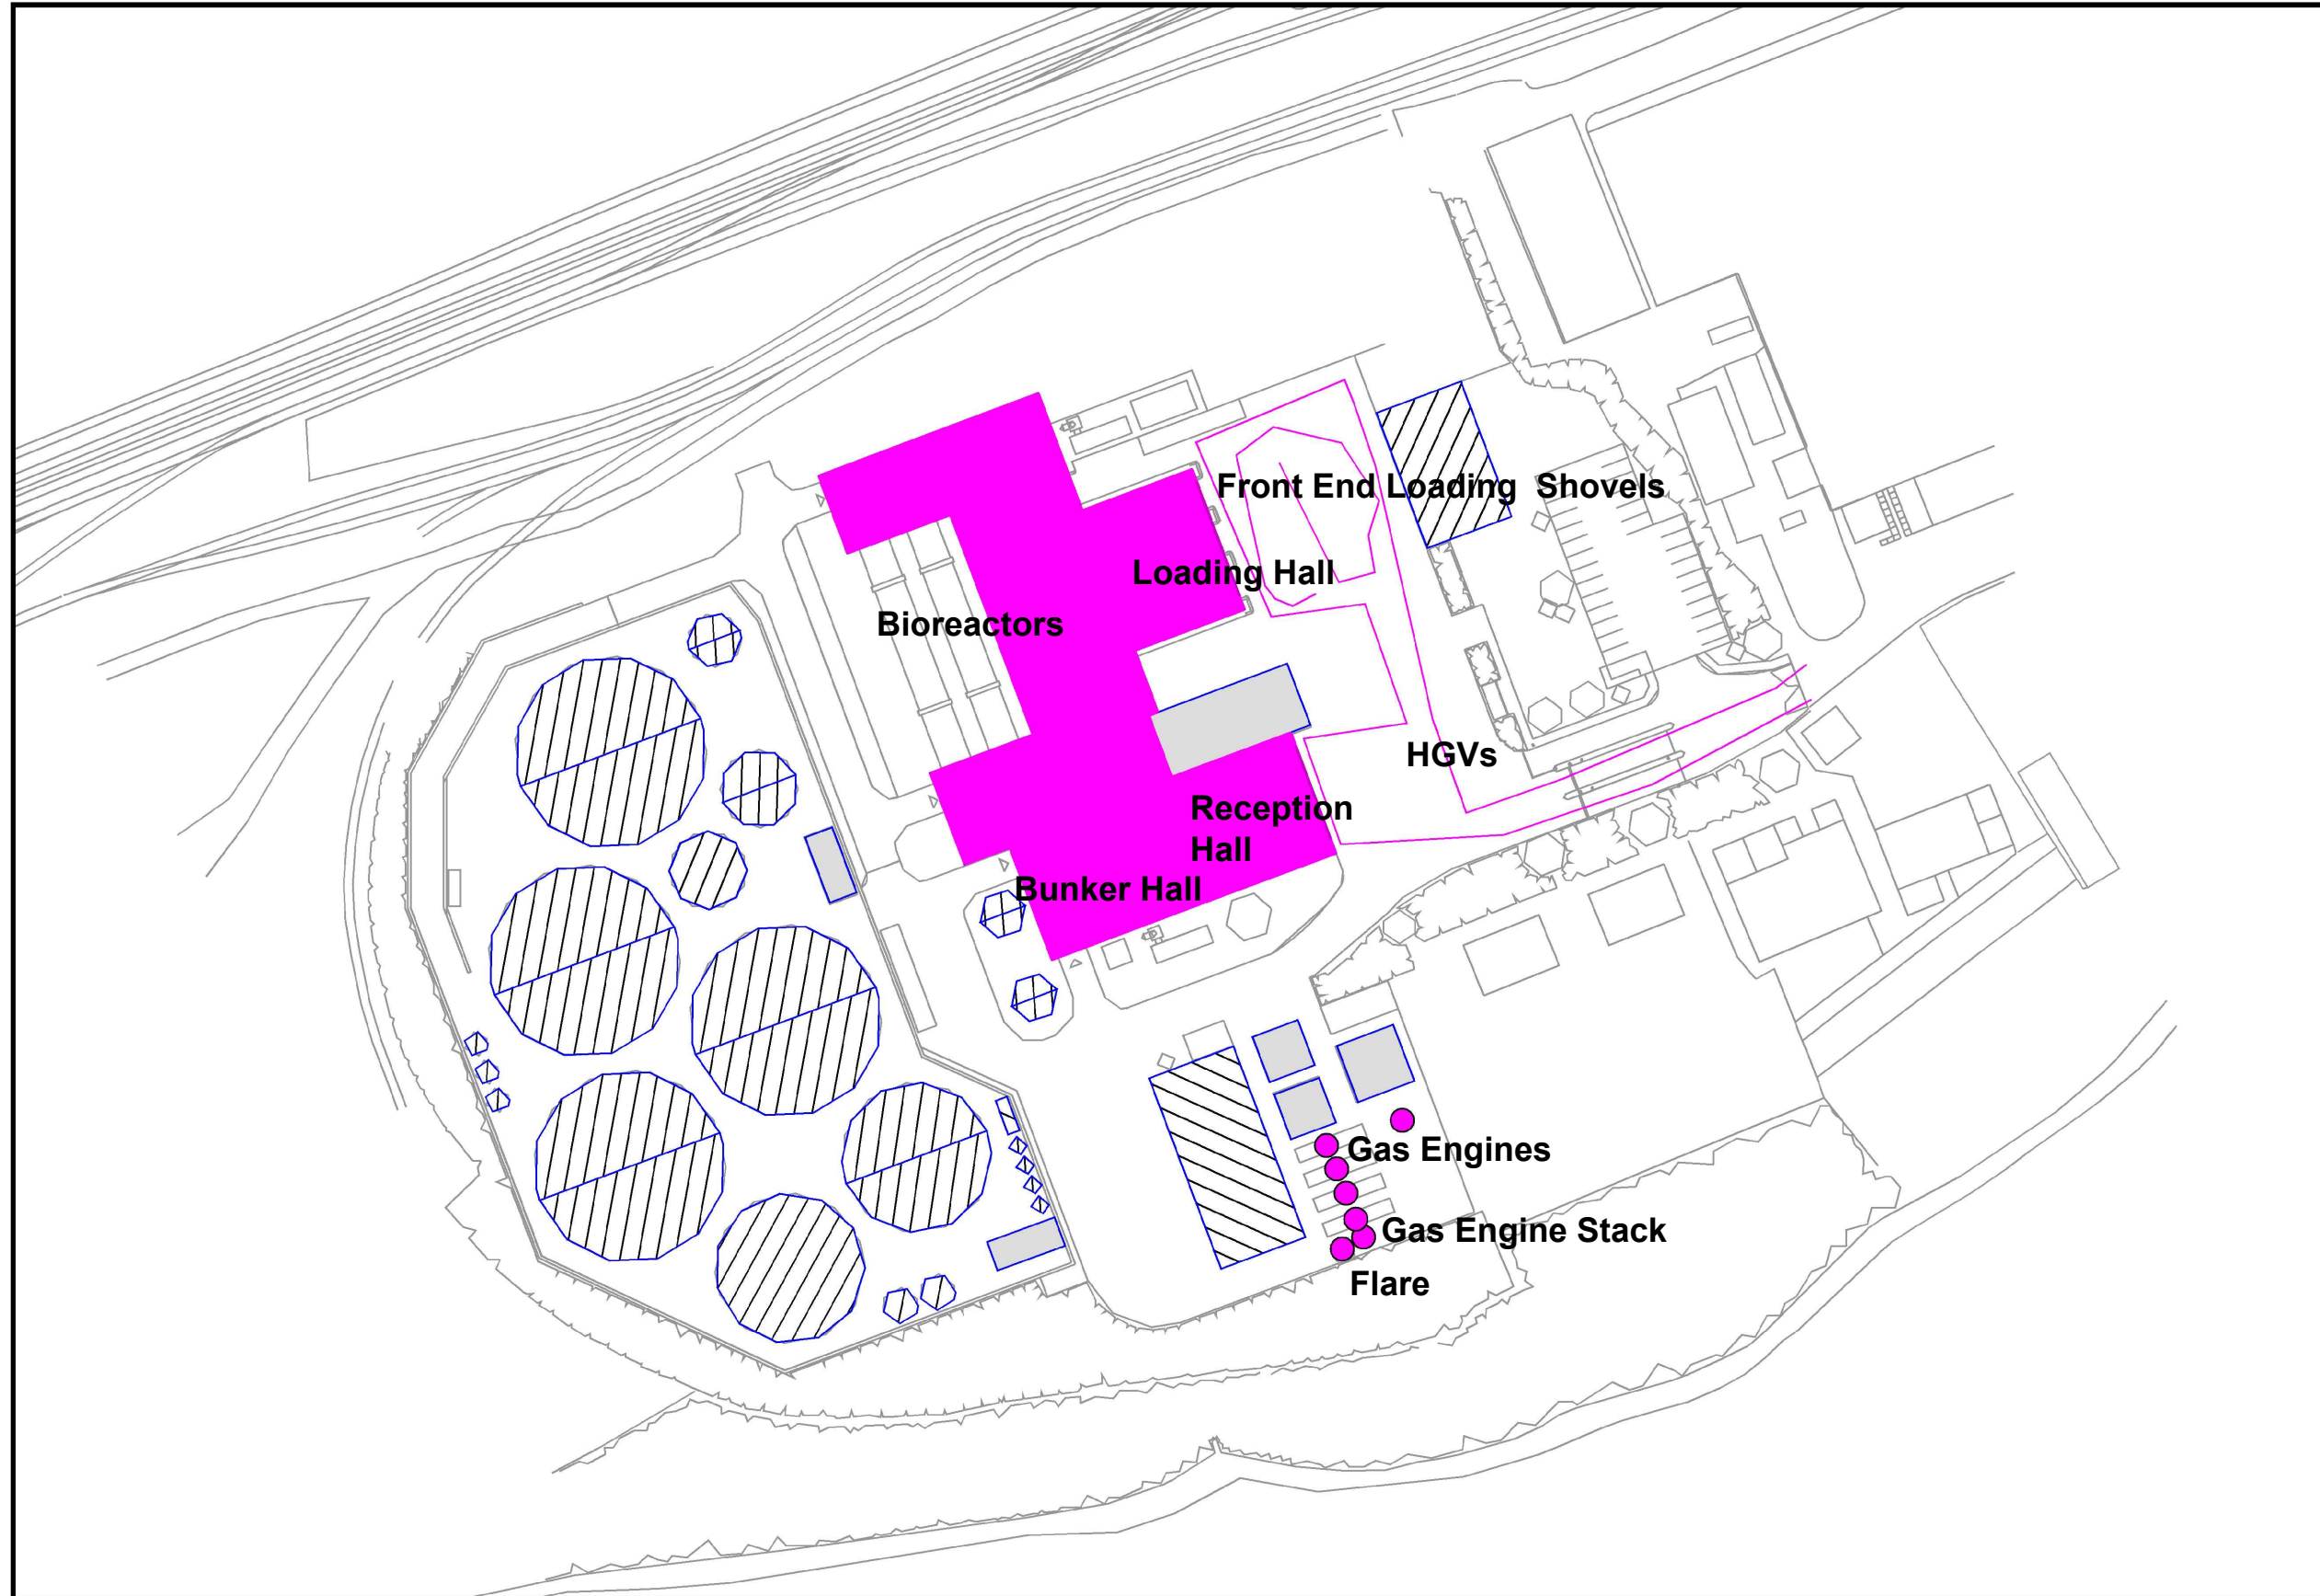 Front End Loading  Shovels
Loading Hall
Bioreactors
HGVs
Reception
Hall
Bunker Hall
Gas Engines
Gas Engine Stack
Flare